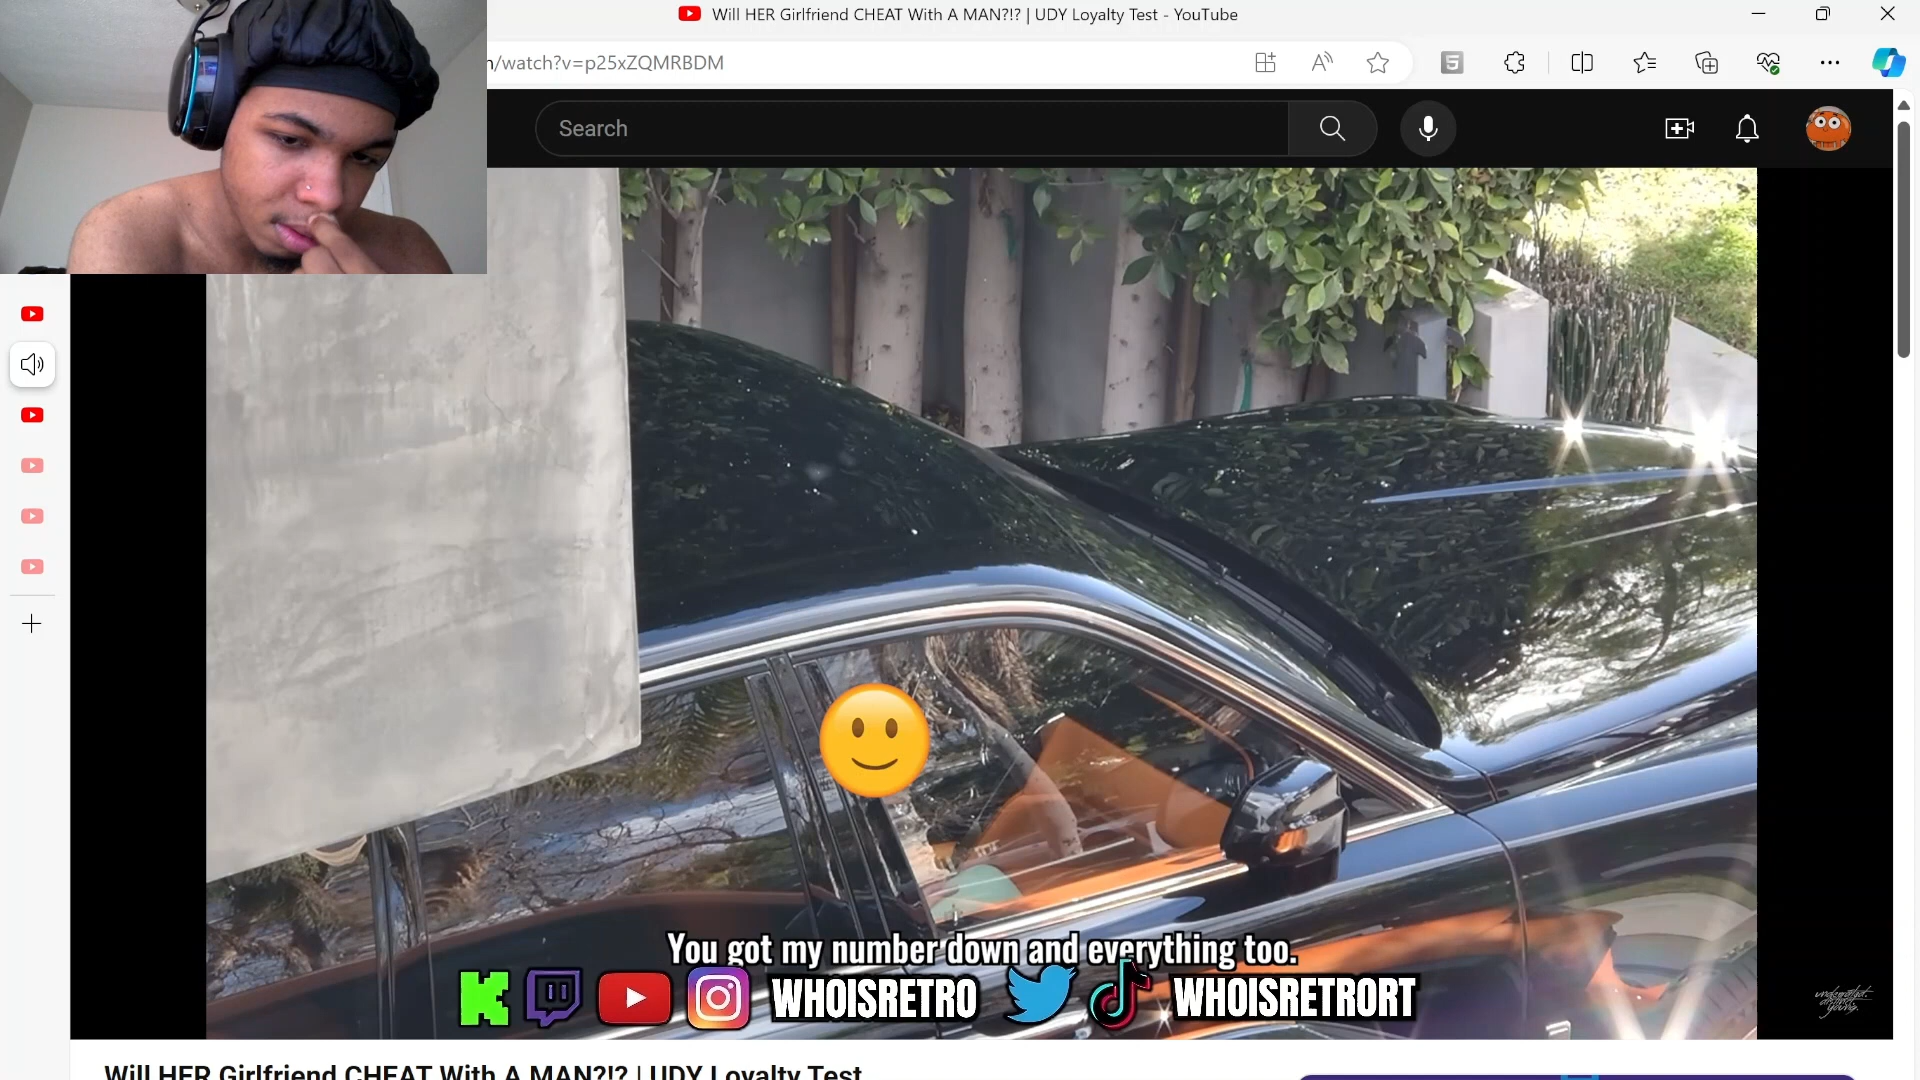 Will HER Girlfriend CHEAT With A MAN?!? | UDY Loyalty Test - YouTube
/watch?v=p25xZQMRBDM
Search
You got my number down and everything too.
WHOISRETRO
WHOISRETRORT
Will HER Girlfriend CHEAT With A MAN?!? | UDY Loyalty Test